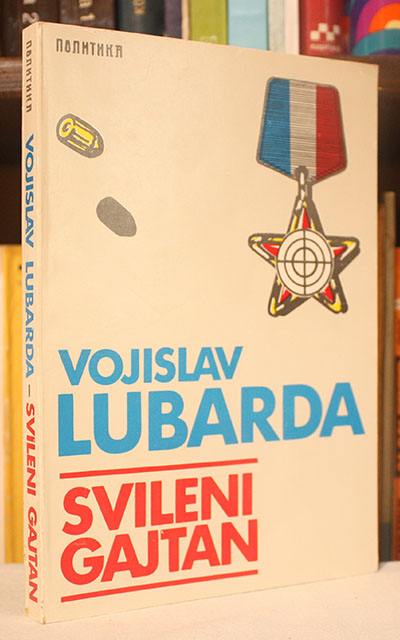 ПОЛИТИКА
VOJISLAV
LUBARDA
SVILENI
GAJTAN
ПОЛИТИКА
VOJISLAV LUBARDA – SVILENI GAJTAN